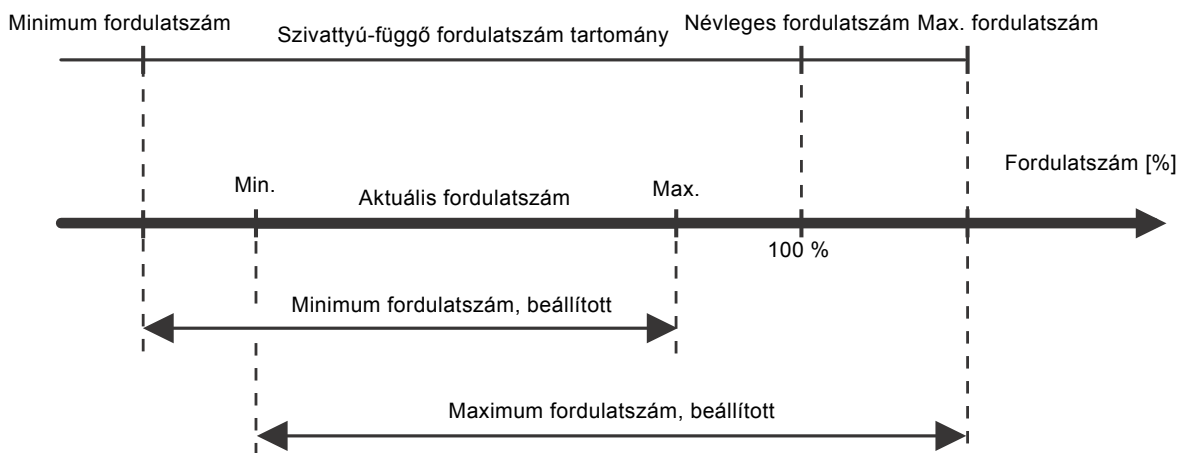 Minimum fordulatszám
Szivattyú-függő fordulatszám tartomány
Névleges fordulatszám
Max. fordulatszám
Fordulatszám [%]
Min.
Aktuális fordulatszám
Max.
100 %
Minimum fordulatszám, beállított
Maximum fordulatszám, beállított